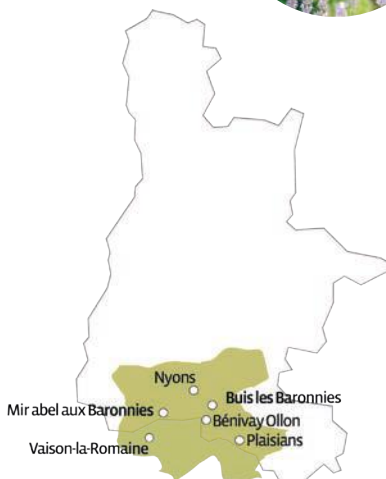 Nyons
Buis les Baronnies
Mir abel aux Baronnies
Bénivay Ollon
Plaisians
Vaison-la-Romaine